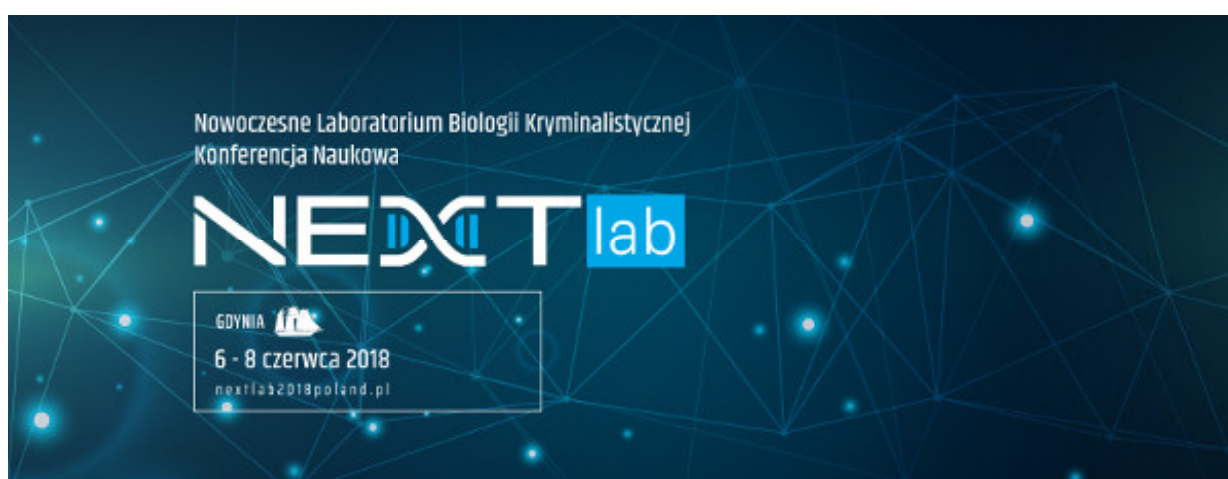 Nowoczesne Laboratorium Biologii Kryminalistycznej
Konferencja Naukowa
NEXT lab
GDYNIA
6 - 8 czerwca 2018
nextlab2018poland.pl